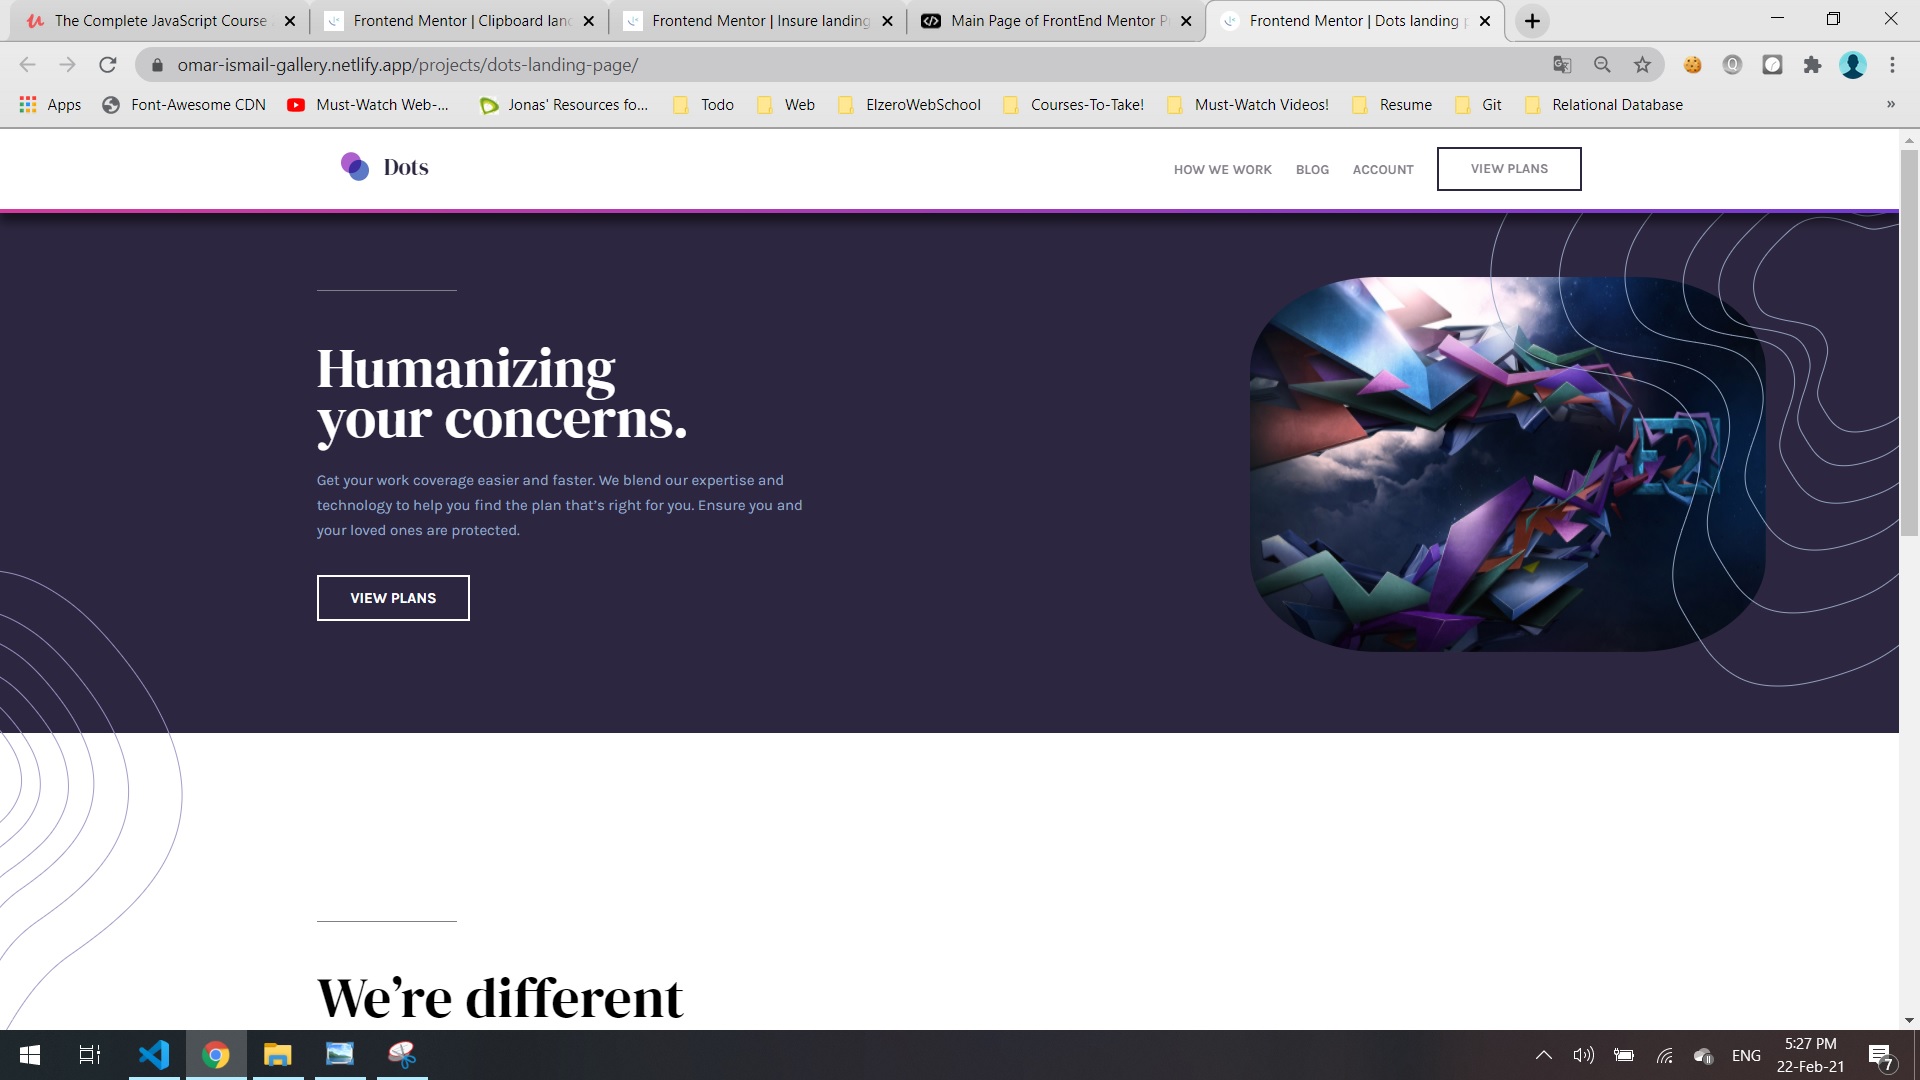 The Complete JavaScript Course
Frontend Mentor | Clipboard lanc
Frontend Mentor | Insure landing
Main Page of FrontEnd Mentor P
Frontend Mentor | Dots landing p
omar-ismail-gallery.netlify.app/projects/dots-landing-page/
Apps
Font-Awesome CDN
Must-Watch Web-...
Jonas' Resources fo...
Todo
Web
ElzeroWebSchool
Courses-To-Take!
Must-Watch Videos!
Resume
Git
Relational Database
»
Dots
HOW WE WORK
BLOG
ACCOUNT
VIEW PLANS
Humanizing
your concerns.
Get your work coverage easier and faster. We blend our expertise and
technology to help you find the plan that’s right for you. Ensure you and
your loved ones are protected.
VIEW PLANS
We’re different
ENG
5:27 PM
22-Feb-21
7